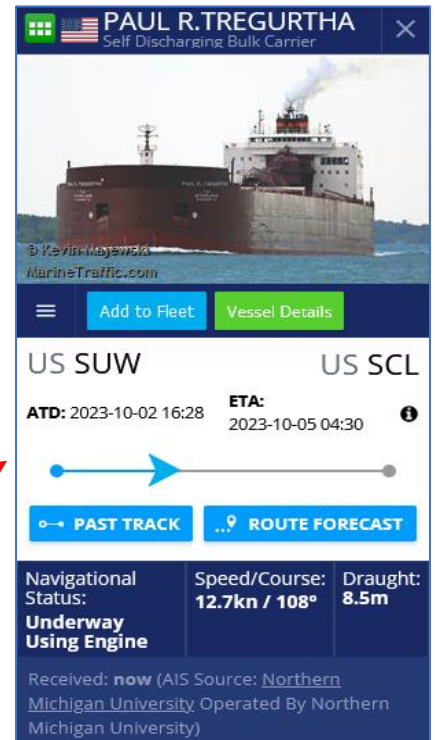 PAUL R.TREGURTHA
Self Discharging Bulk Carrier
© Kevin Majewski
MarineTraffic.com
Add to Fleet
Vessel Details
US SUW
US SCL
ATD: 2023-10-02 16:28
ETA:
2023-10-05 04:30
PAST TRACK
ROUTE FORECAST
Navigational
Status:
Underway
Using Engine
Speed/Course:
12.7kn / 108°
Draught:
8.5m
Received: now (AIS Source: Northern
Michigan University Operated By Northern
Michigan University)